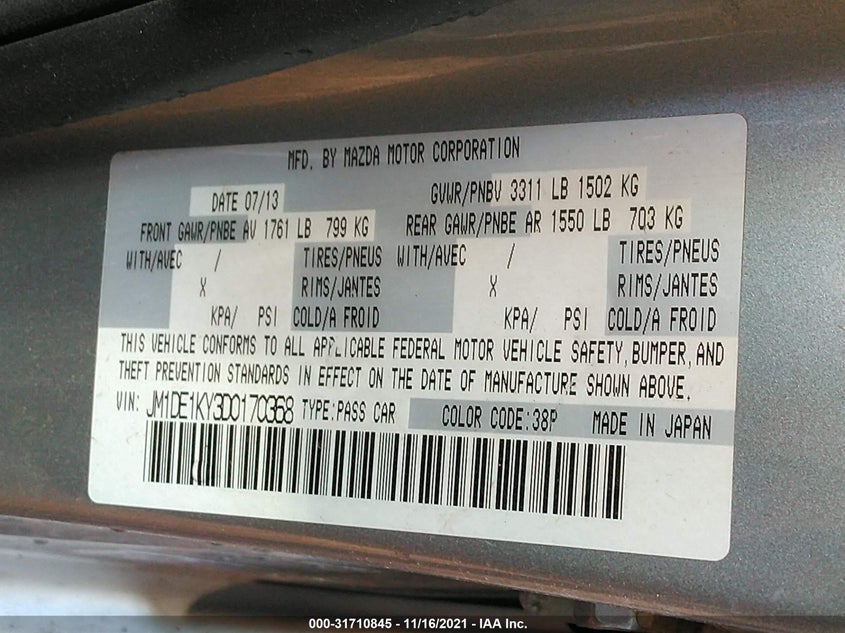 MFD. BY MAZDA MOTOR CORPORATION
DATE 07/13 GVWR/PNBV 3311 LB 1502 KG
FRONT GAWR/PNBE AV 1761 LB 799 KG REAR GAWR/PNBE AR 1550 LB 703 KG
WITH/AVEC / TIRES/PNEUS WITH/AVEC / TIRES/PNEUS
X RIMS/JANTES X RIMS/JANTES
KPA/ PSI COLD/A FROID KPA/ PSI COLD/A FROID
THIS VEHICLE CONFORMS TO ALL APPLICABLE FEDERAL MOTOR VEHICLE SAFETY, BUMPER, AND
THEFT PREVENTION STANDARDS IN EFFECT ON THE DATE OF MANUFACTURE SHOWN ABOVE.
VIN: JM1DE1KY3D0170368 TYPE:PASS CAR COLOR CODE:38P MADE IN JAPAN
000-31710845 - 11/16/2021 - IAA Inc.